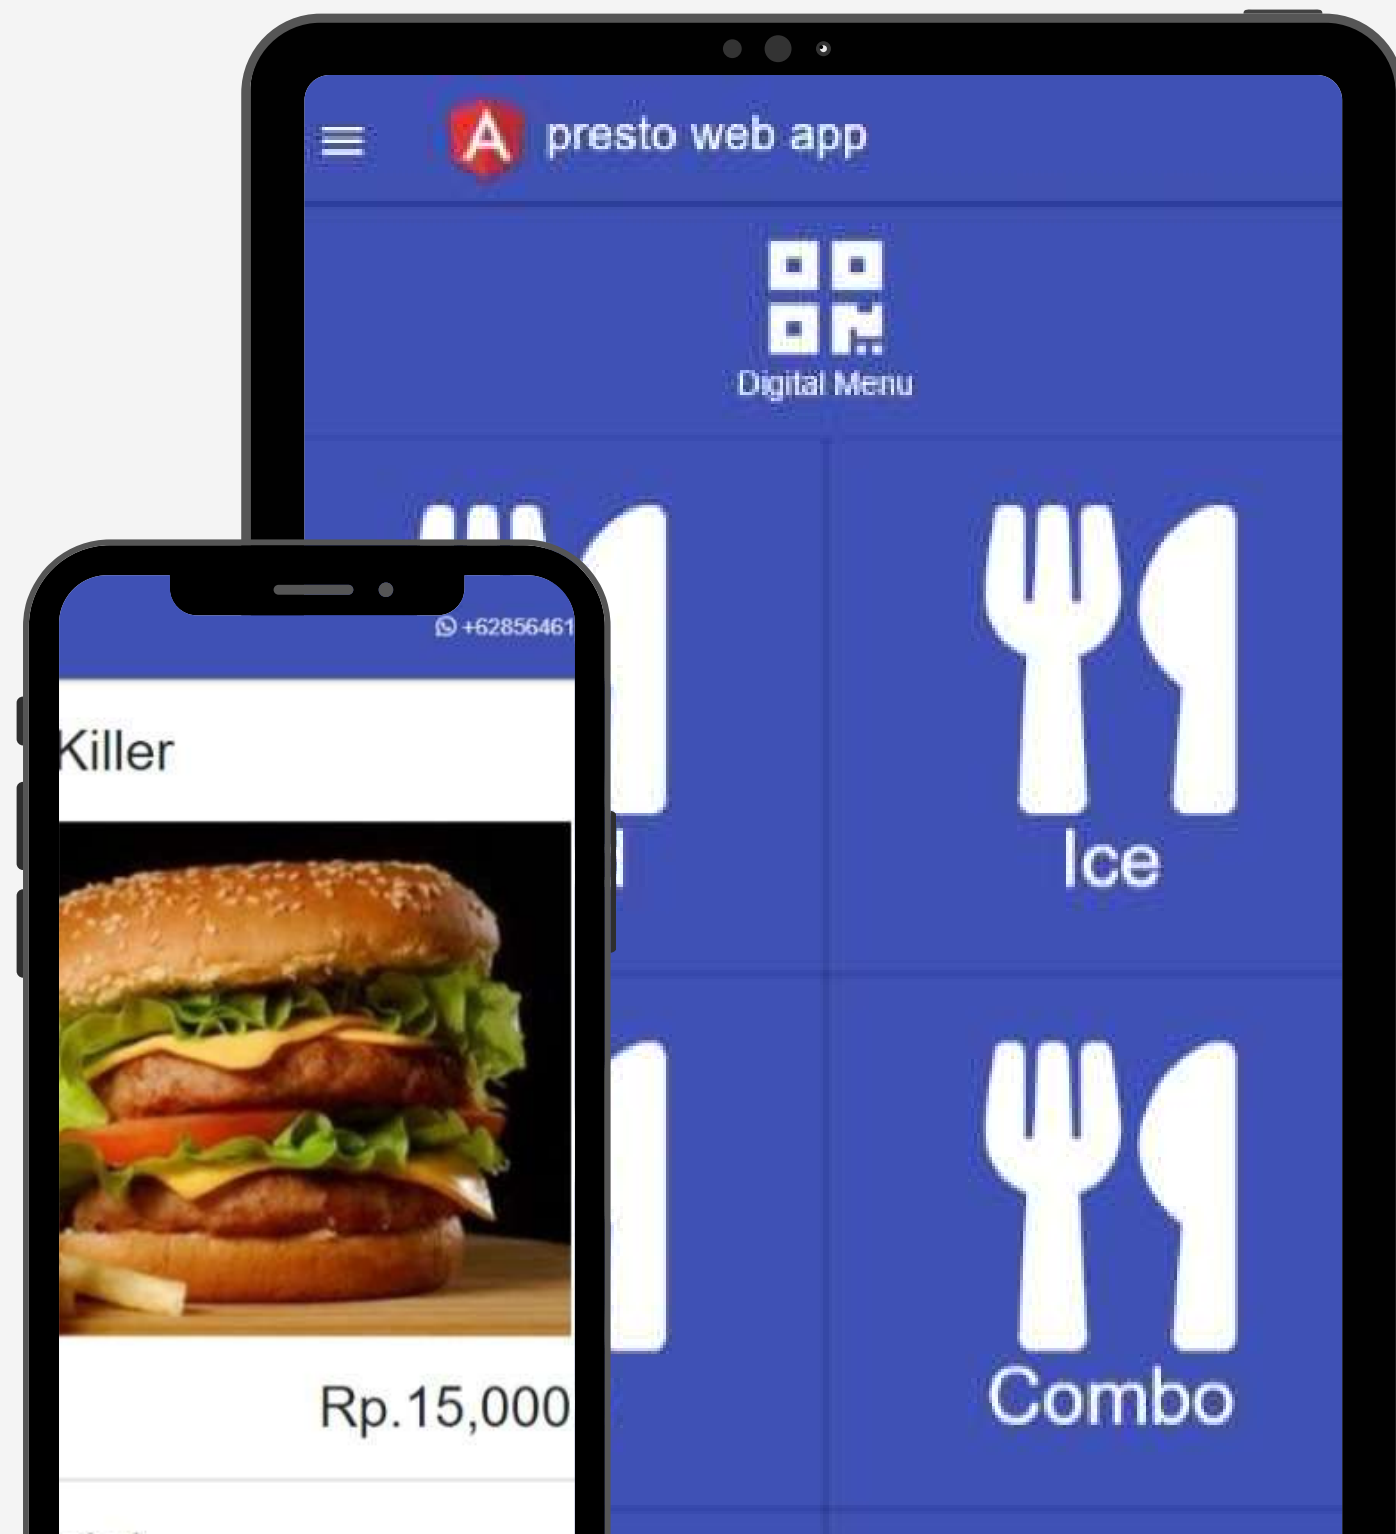 presto web app
Digital Menu
Ice
Combo
+62856461
Killer
Rp.15,000